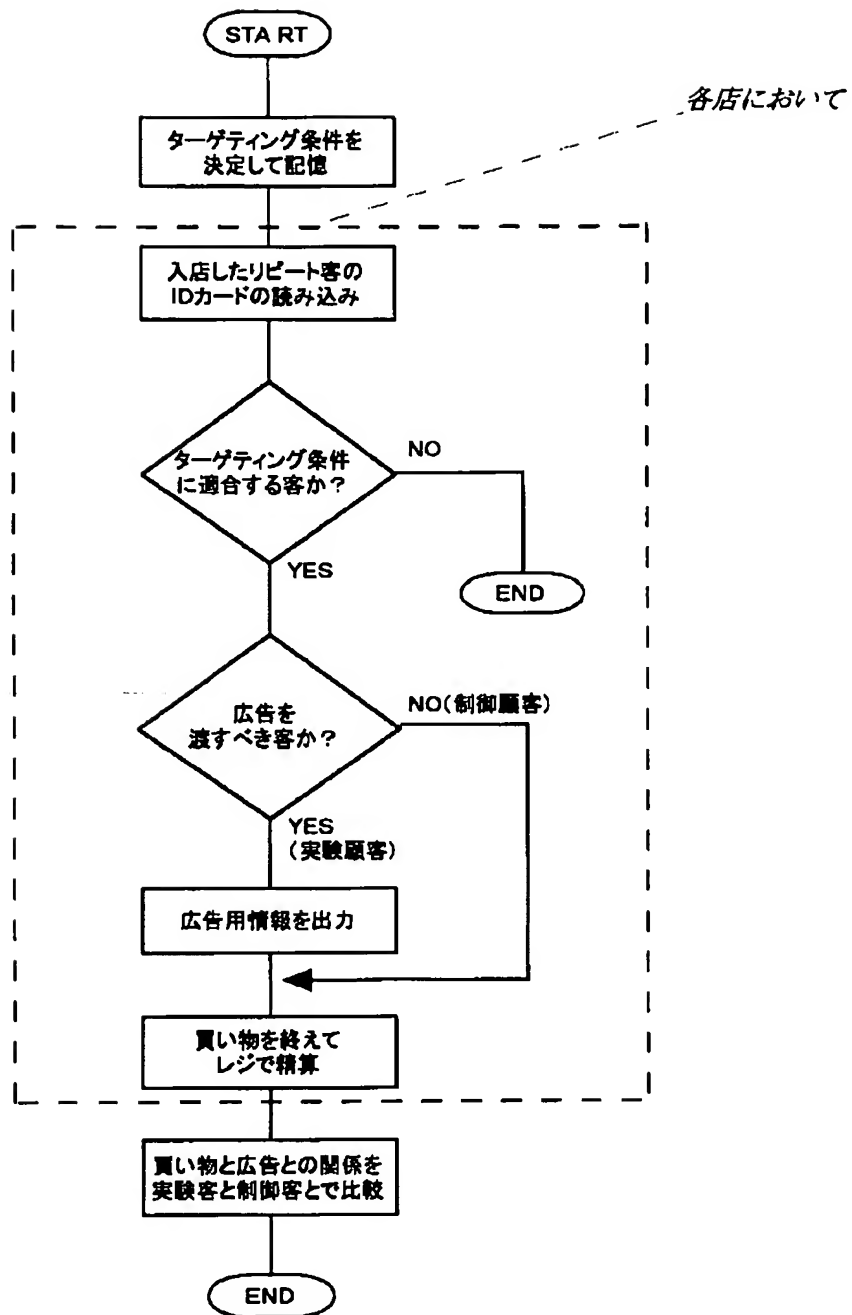 STA RT
各店において
ターゲティング条件を
決定して記憶
入店したリピート客の
IDカードの読み込み
ターゲティング条件
に適合する客か？
NO
YES
END
広告を
渡すべき客か？
NO(制御顧客)
YES
(実験顧客)
広告用情報を出力
買い物を終えて
レジで精算
買い物と広告との関係を
実験客と制御客とで比較
END